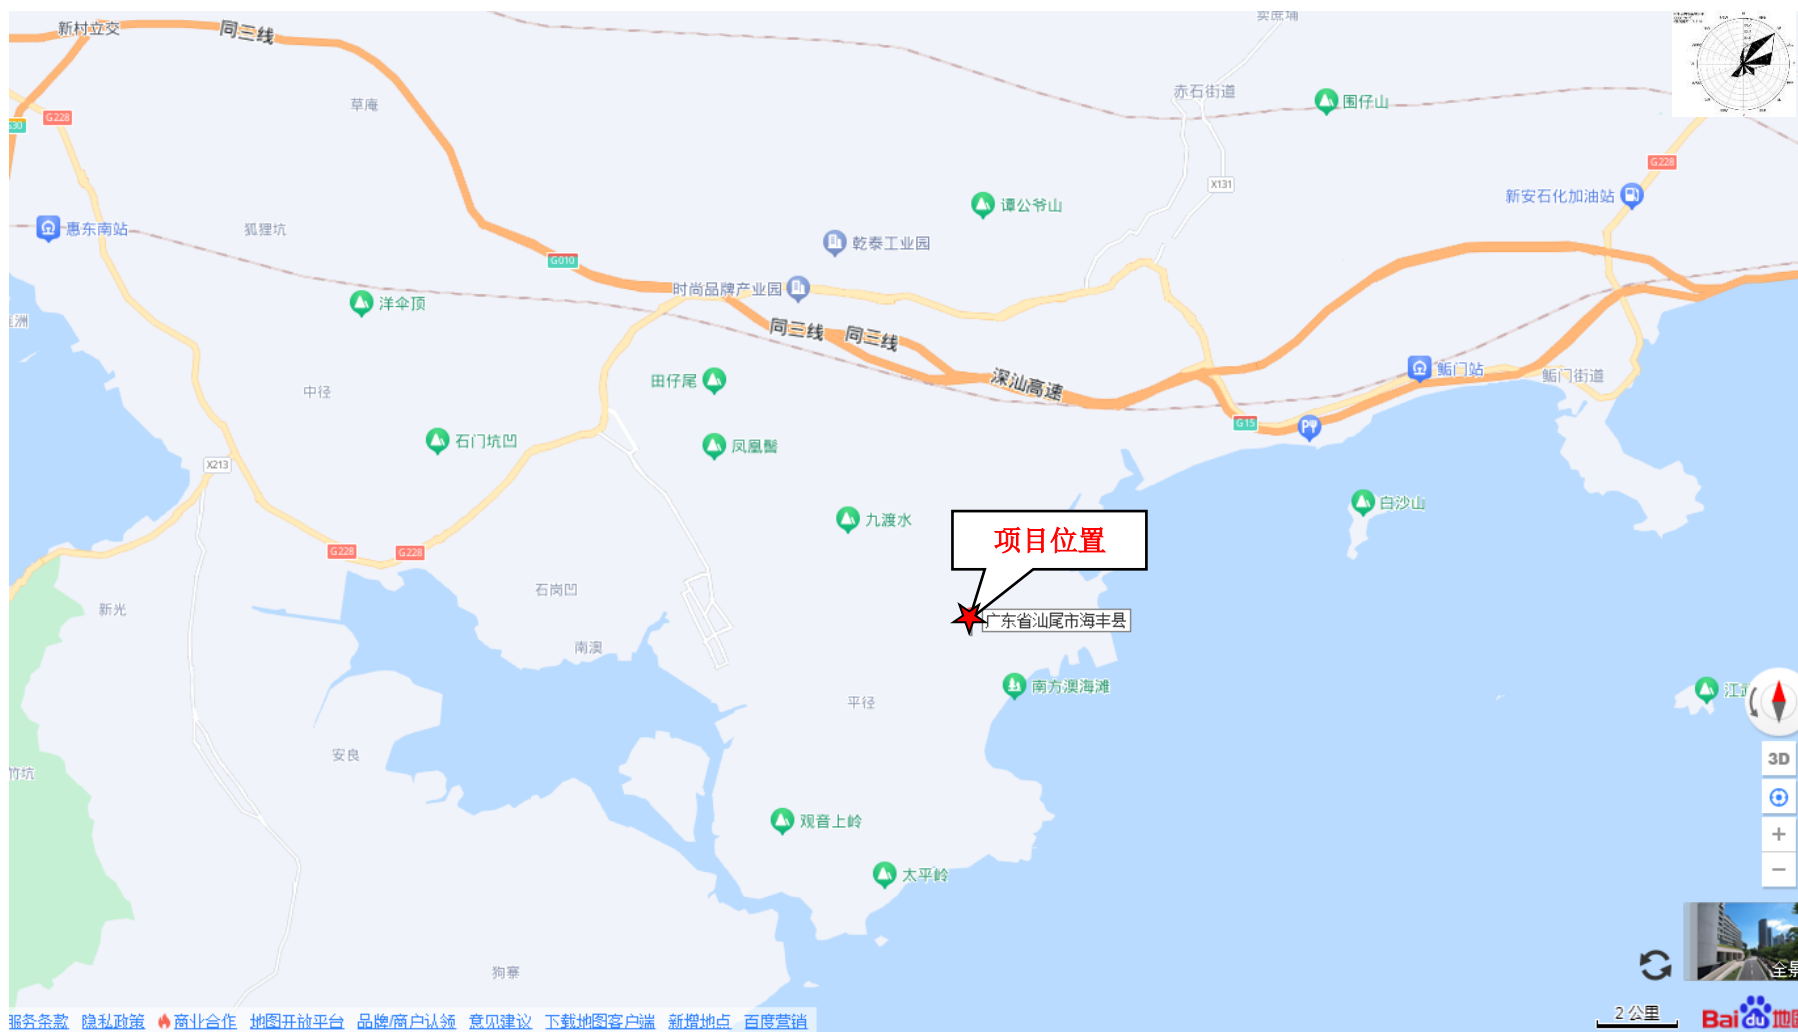 卖蔗埔
新村立交
同三线
赤石街道
围仔山
草庵
G228
G228
X131
新安石化加油站
谭公爷山
惠东南站
狐狸坑
乾泰工业园
G010
时尚品牌产业园
洋伞顶
同三线
同三线
鲘门站
鲘门街道
田仔尾
深汕高速
中径
G15
石门坑凹
凤凰髻
X213
白沙山
九渡水
项目位置
G228
G228
石岗凹
新光
广东省汕尾市海丰县
南澳
南方澳海滩
平径
安良
竹坑
3D
观音上岭
太平岭
狗寨
全景
2 公里
服务条款 隐私政策 商业合作 地图开放平台 品牌/商户认领 意见建议 下载地图客户端 新增地点 百度营销
Bai du 地图